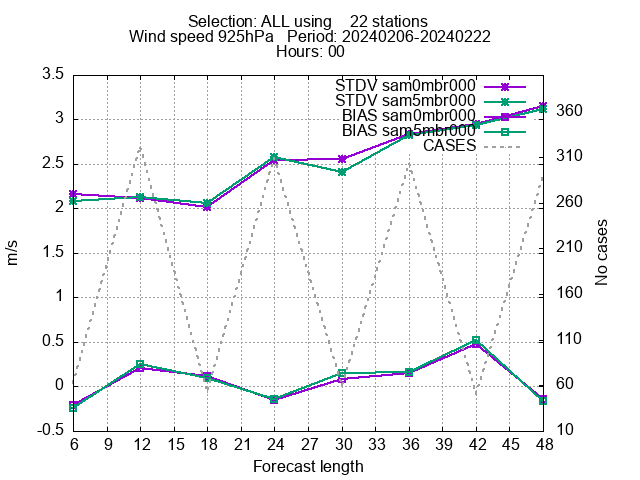 Selection: ALL using    22 stations
Wind speed 925hPa   Period: 20240206-20240222
Hours: 00
STDV sam0mbr000
STDV sam5mbr000
BIAS sam0mbr000
BIAS sam5mbr000
CASES
3.5
3
2.5
2
1.5
1
0.5
0
-0.5
m/s
360
310
260
210
160
110
60
10
No cases
6 9 12 15 18 21 24 27 30 33 36 39 42 45 48
Forecast length